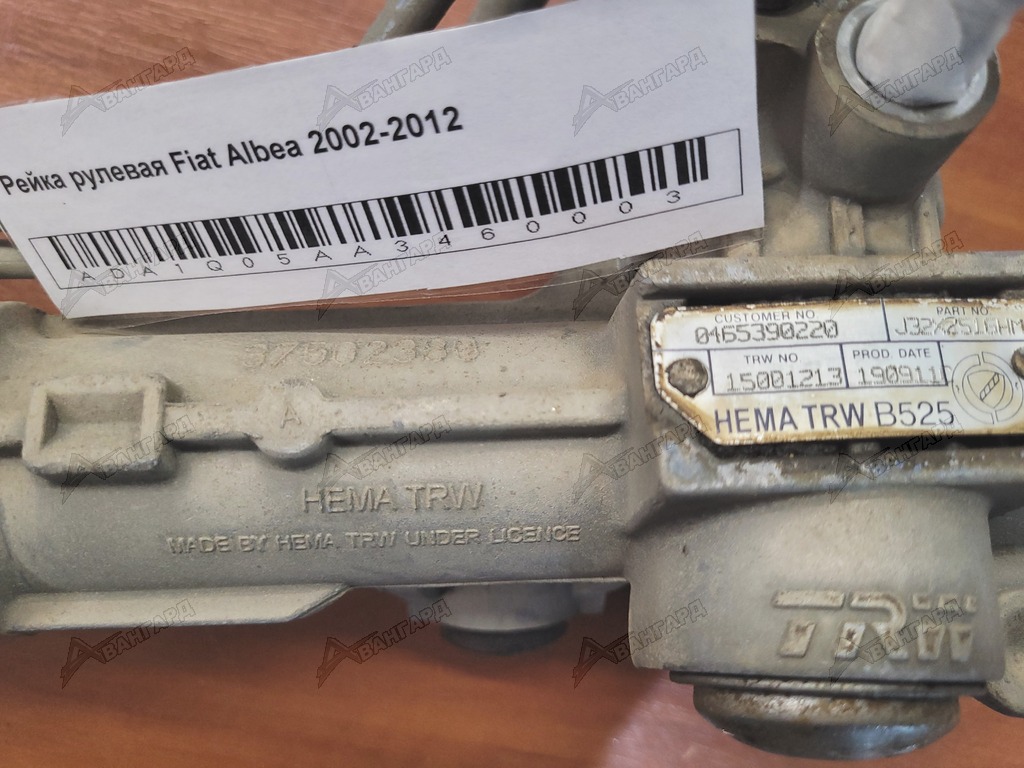 Рейка рулевая Fiat Albea 2002-2012
ADA1Q05AA3460003
CUSTOMER NO
PART NO.
0465390220
TRW NO
PROD. DATE
15001213
HEMA TRW B525
A
HEMA TRW
MADE BY HEMA TRW UNDER LICENCE
TRW
АВАНГАРД